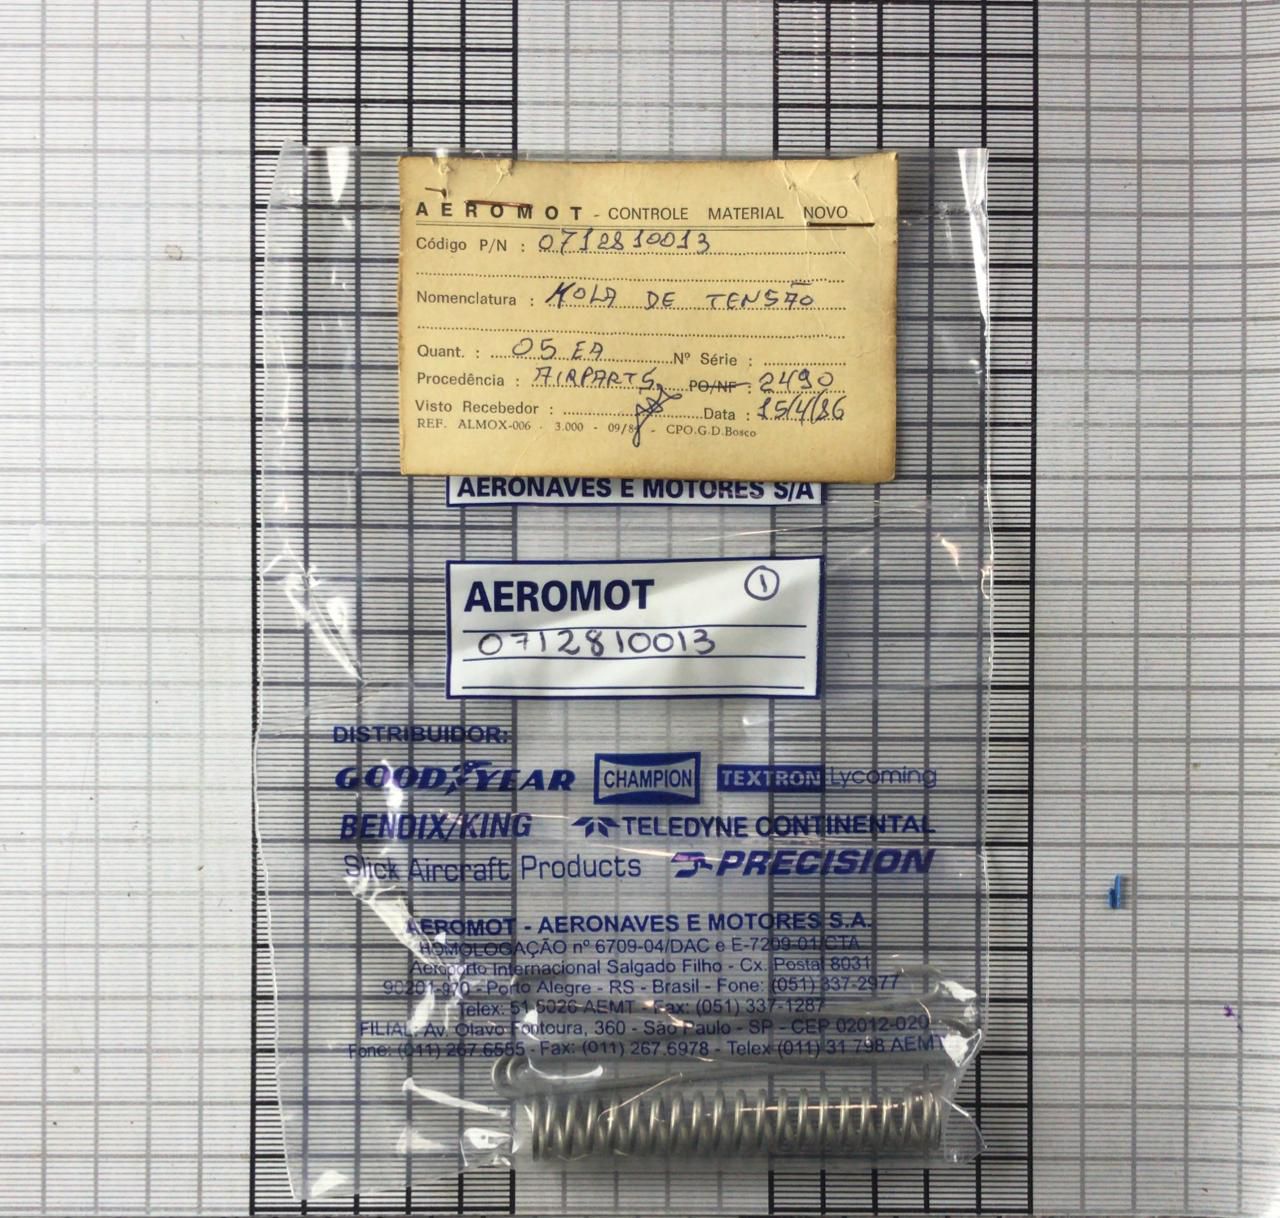 AEROMOT - CONTROLE MATERIAL NOVO
Código P/N : 0712810013
Nomenclatura : MOLA DE TENSÃO
Quant. : 05 EA Nº Série :
Procedência : AIRPARTS PO/NF : 2490
Visto Recebedor : Data : 15/4/86
REF. ALMOX-006 - 3.000 - - CPO.G.D.Bosco
AERONAVES E MOTORES S/A
AEROMOT 1
0712810013
DISTRIBUIDOR:
GOODYEAR CHAMPION TEXTRON Lycoming
BENDIX/KING TELEDYNE CONTINENTAL
Slick Aircraft Products PRECISION
AEROMOT - AERONAVES E MOTORES S.A.
HOMOLOGAÇÃO nº 6709-04/DAC e E-7209-01/CTA
Aeroporto Internacional Salgado Filho - Cx. Postal 8031
90201-970 - Porto Alegre - RS - Brasil - Fone: (051) 337-2977
Telex: 51 5026 AEMT - Fax: (051) 337-1287
FILIAL: Av. Olavo Fontoura, 360 - São Paulo - SP - CEP 02012-020
Fone: (011) 267.6555 - Fax: (011) 267.6978 - Telex (011) 31 798 AEMT